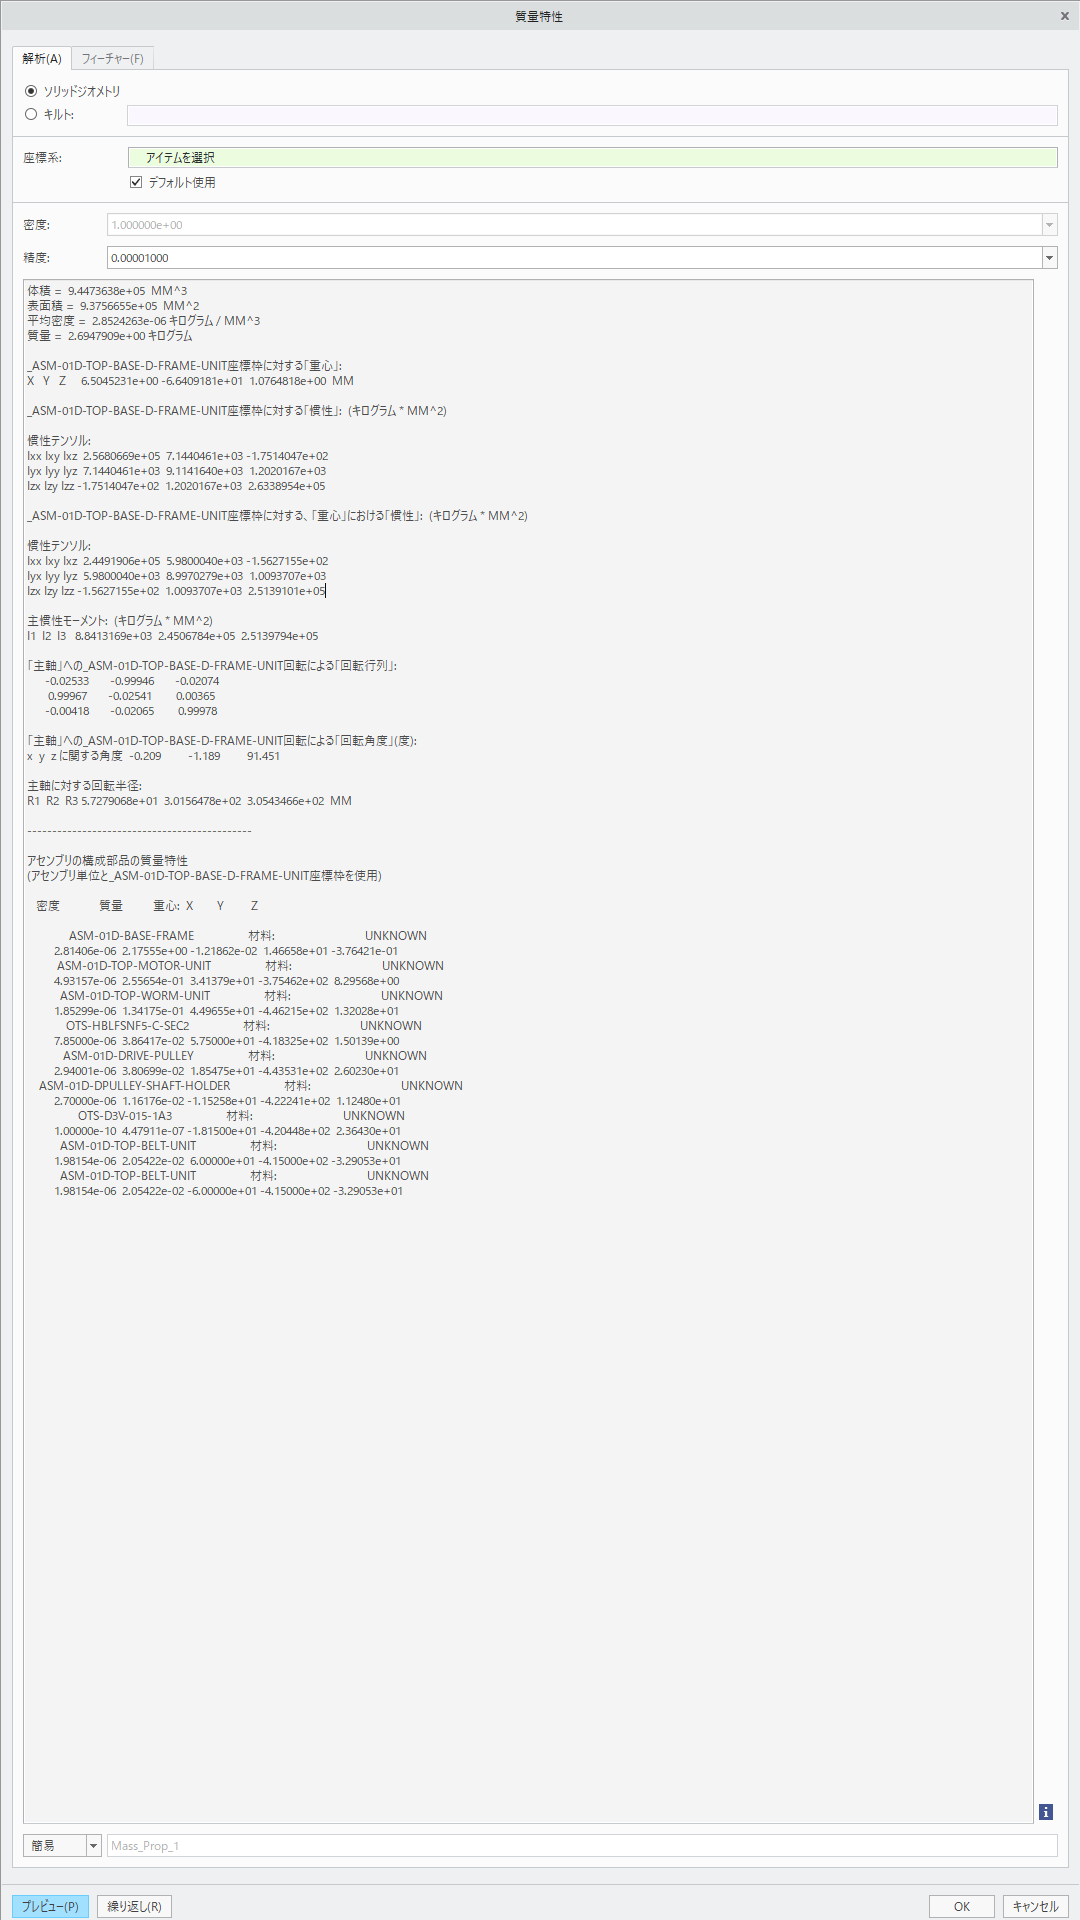 質量特性
解析(A) フィーチャー(F)
ソリッドジオメトリ
キルト:
座標系: アイテムを選択
デフォルト使用
密度: 1.000000e+00
精度: 0.00001000
体積 = 9.4473638e+05 MM^3
表面積 = 9.3756655e+05 MM^2
平均密度 = 2.8524263e-06 キログラム / MM^3
質量 = 2.6947909e+00 キログラム
_ASM-01D-TOP-BASE-D-FRAME-UNIT座標枠に対する「重心」:
X Y Z 6.5045231e+00 -6.6409181e+01 1.0764818e+00 MM
_ASM-01D-TOP-BASE-D-FRAME-UNIT座標枠に対する「慣性」: (キログラム * MM^2)
慣性テンソル:
Ixx Ixy Ixz 2.5680669e+05 7.1440461e+03 -1.7514047e+02
Iyx Iyy Iyz 7.1440461e+03 9.1141640e+03 1.2020167e+03
Izx Izy Izz -1.7514047e+02 1.2020167e+03 2.6338954e+05
_ASM-01D-TOP-BASE-D-FRAME-UNIT座標枠に対する、「重心」における「慣性」: (キログラム * MM^2)
慣性テンソル:
Ixx Ixy Ixz 2.4491906e+05 5.9800040e+03 -1.5627155e+02
Iyx Iyy Iyz 5.9800040e+03 8.9970279e+03 1.0093707e+03
Izx Izy Izz -1.5627155e+02 1.0093707e+03 2.5139101e+05
主慣性モーメント: (キログラム * MM^2)
I1 I2 I3 8.8413169e+03 2.4506784e+05 2.5139794e+05
「主軸」への_ASM-01D-TOP-BASE-D-FRAME-UNIT回転による「回転行列」:
-0.02533 -0.99946 -0.02074
0.99967 -0.02541 0.00365
-0.00418 -0.02065 0.99978
「主軸」への_ASM-01D-TOP-BASE-D-FRAME-UNIT回転による「回転角度」(度):
x y z に関する角度 -0.209 -1.189 91.451
主軸に対する回転半径:
R1 R2 R3 5.7279068e+01 3.0156478e+02 3.0543466e+02 MM
---------------------------------------------
アセンブリの構成部品の質量特性
(アセンブリ単位と_ASM-01D-TOP-BASE-D-FRAME-UNIT座標枠を使用)
密度 質量 重心: X Y Z
ASM-01D-BASE-FRAME 材料: UNKNOWN
2.81406e-06 2.17555e+00 -1.21862e-02 1.46658e+01 -3.76421e-01
ASM-01D-TOP-MOTOR-UNIT 材料: UNKNOWN
4.93157e-06 2.55654e-01 3.41379e+01 -3.75462e+02 8.29568e+00
ASM-01D-TOP-WORM-UNIT 材料: UNKNOWN
1.85299e-06 1.34175e-01 4.49655e+01 -4.46215e+02 1.32028e+01
OTS-HBLFSNF5-C-SEC2 材料: UNKNOWN
7.85000e-06 3.86417e-02 5.75000e+01 -4.18325e+02 1.50139e+00
ASM-01D-DRIVE-PULLEY 材料: UNKNOWN
2.94001e-06 3.80699e-02 1.85475e+01 -4.43531e+02 2.60230e+01
ASM-01D-DPULLEY-SHAFT-HOLDER 材料: UNKNOWN
2.70000e-06 1.16176e-02 -1.15258e+01 -4.22241e+02 1.12480e+01
OTS-D3V-015-1A3 材料: UNKNOWN
1.00000e-10 4.47911e-07 -1.81500e+01 -4.20448e+02 2.36430e+01
ASM-01D-TOP-BELT-UNIT 材料: UNKNOWN
1.98154e-06 2.05422e-02 6.00000e+01 -4.15000e+02 -3.29053e+01
ASM-01D-TOP-BELT-UNIT 材料: UNKNOWN
1.98154e-06 2.05422e-02 -6.00000e+01 -4.15000e+02 -3.29053e+01
簡易 Mass_Prop_1
プレビュー(P) 繰り返し(R) OK キャンセル